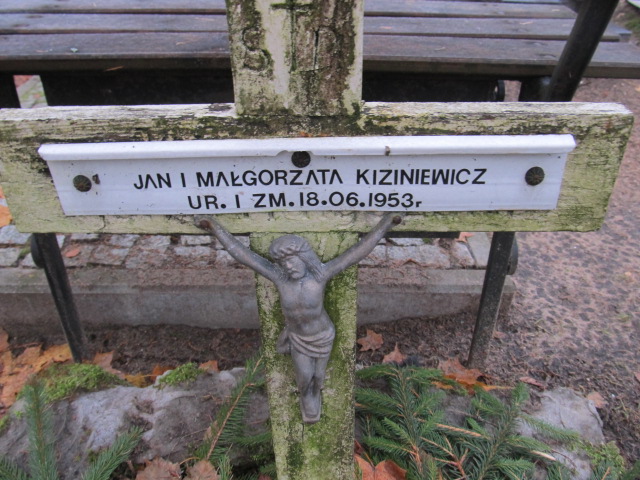 JAN I MAŁGORZATA KIZINIEWICZ
UR. I ZM.18.06.1953r